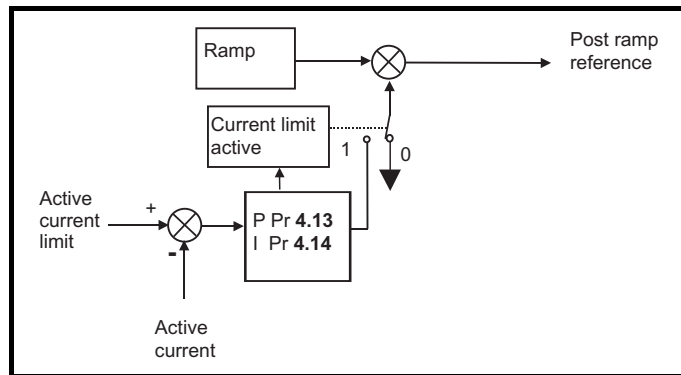 Ramp
Post ramp
reference
Current limit
active
1
0
Active
current
limit
+
-
P Pr 4.13
I Pr 4.14
Active
current